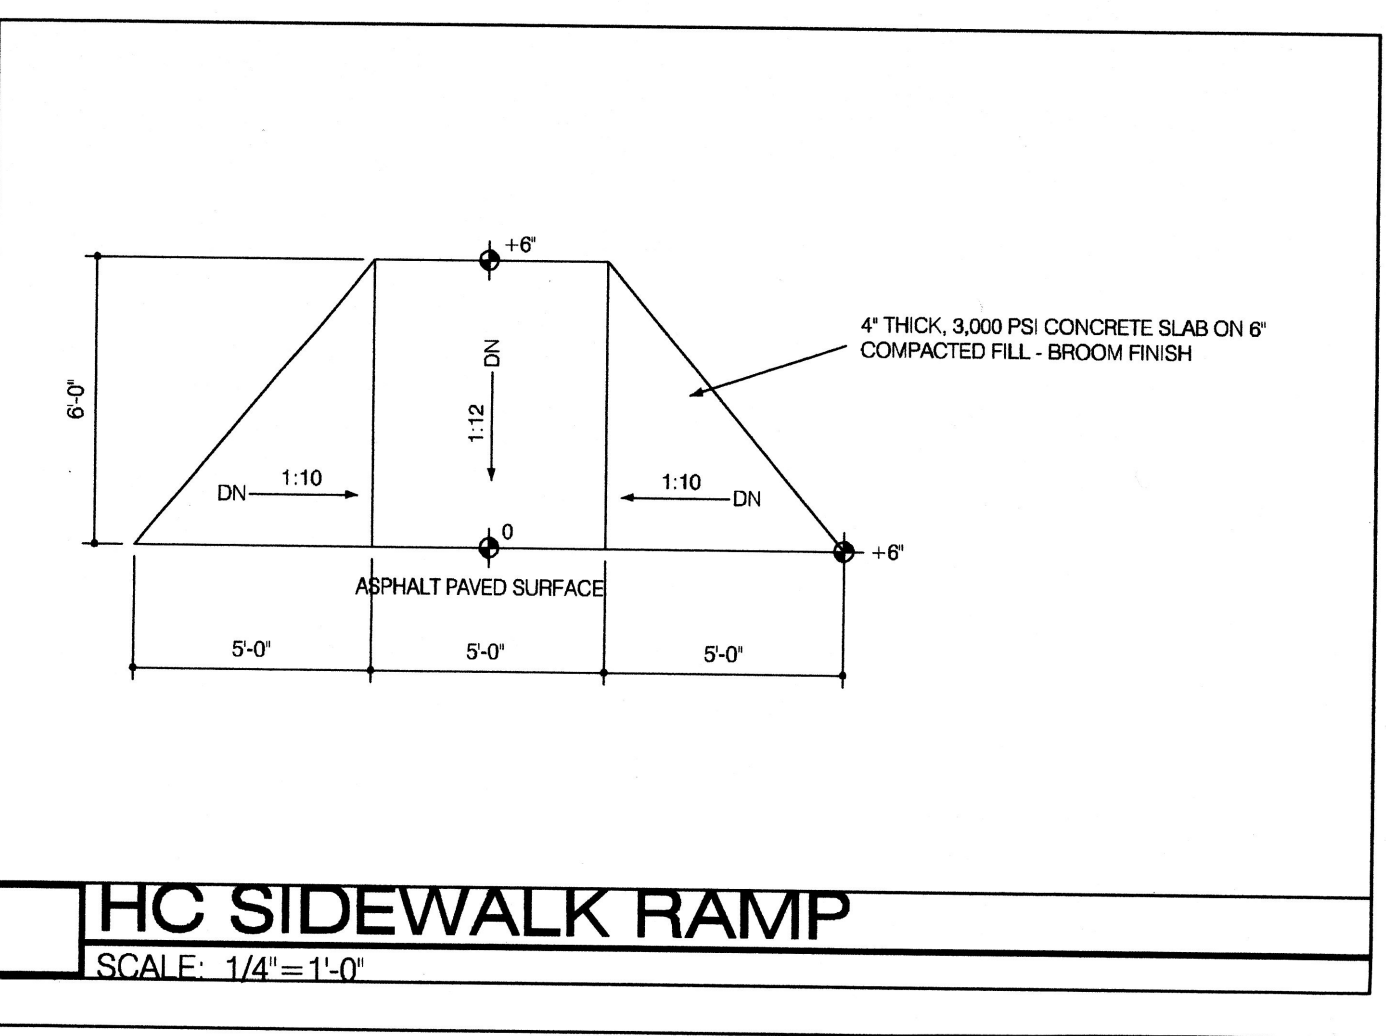 +6"
4" THICK, 3,000 PSI CONCRETE SLAB ON 6"
COMPACTED FILL - BROOM FINISH
6'-0"
DN
1:12
1:10
DN
1:10
DN
0
+6"
ASPHALT PAVED SURFACE
5'-0"
5'-0"
5'-0"
HC SIDEWALK RAMP
SCALE: 1/4"=1'-0"